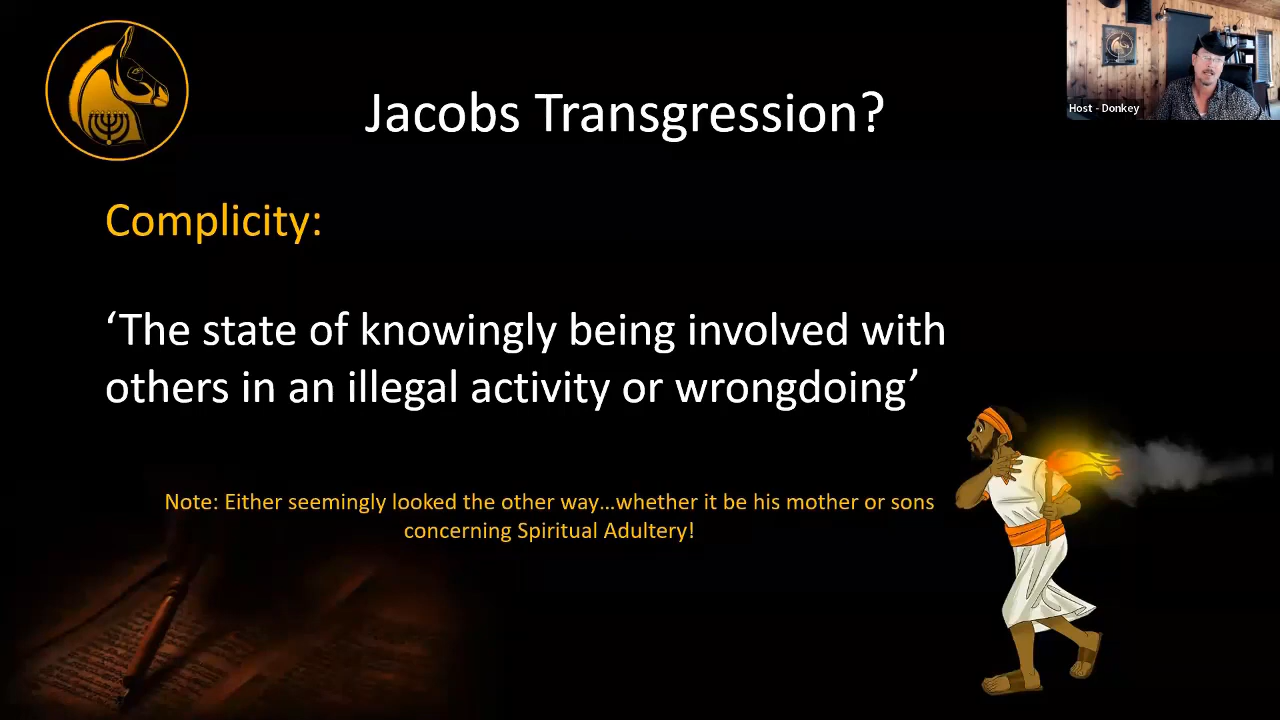 Jacobs Transgression?
Host - Donkey
Complicity:
‘The state of knowingly being involved with
others in an illegal activity or wrongdoing’
Note: Either seemingly looked the other way…whether it be his mother or sons
concerning Spiritual Adultery!